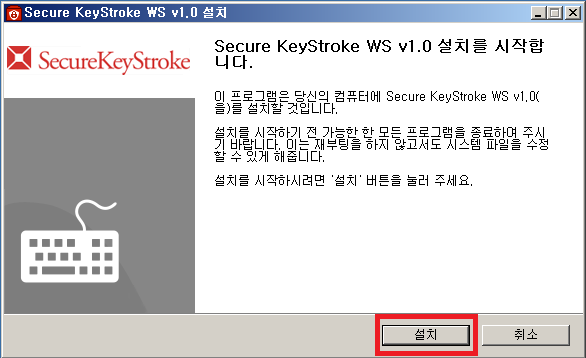 Secure KeyStroke WS v1.0 설치
SecureKeyStroke
Secure KeyStroke WS v1.0 설치를 시작합
니다.
이 프로그램은 당신의 컴퓨터에 Secure KeyStroke WS v1.0(
을)를 설치할 것입니다.
설치를 시작하기 전 가능한 한 모든 프로그램을 종료하여 주시
기 바랍니다. 이는 재부팅을 하지 않고서도 시스템 파일을 수정
할 수 있게 해줍니다.
설치를 시작하시려면 '설치' 버튼을 눌러 주세요.
설치
취소